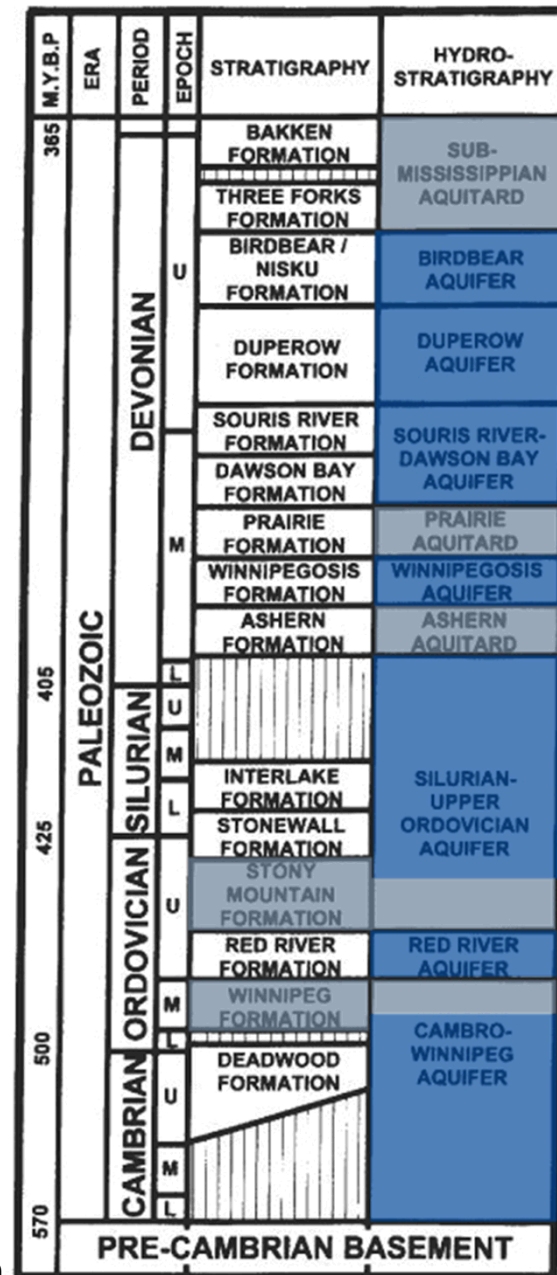 M.Y.B.P
ERA
PERIOD
EPOCH
STRATIGRAPHY
HYDRO-
STRATIGRAPHY
365
405
425
500
570
PALEOZOIC
DEVONIAN
SILURIAN
ORDOVICIAN
CAMBRIAN
U
M
L
U
M
L
U
M
L
U
M
L
BAKKEN
FORMATION
THREE FORKS
FORMATION
BIRDBEAR /
NISKU
FORMATION
DUPEROW
FORMATION
SOURIS RIVER
FORMATION
DAWSON BAY
FORMATION
PRAIRIE
FORMATION
WINNIPEGOSIS
FORMATION
ASHERN
FORMATION
INTERLAKE
FORMATION
STONEWALL
FORMATION
STONY
MOUNTAIN
FORMATION
RED RIVER
FORMATION
WINNIPEG
FORMATION
DEADWOOD
FORMATION
SUB-
MISSISSIPPIAN
AQUITARD
BIRDBEAR
AQUIFER
DUPEROW
AQUIFER
SOURIS RIVER-
DAWSON BAY
AQUIFER
PRAIRIE
AQUITARD
WINNIPEGOSIS
AQUIFER
ASHERN
AQUITARD
SILURIAN-
UPPER
ORDOVICIAN
AQUIFER
RED RIVER
AQUIFER
CAMBRO-
WINNIPEG
AQUIFER
PRE-CAMBRIAN BASEMENT